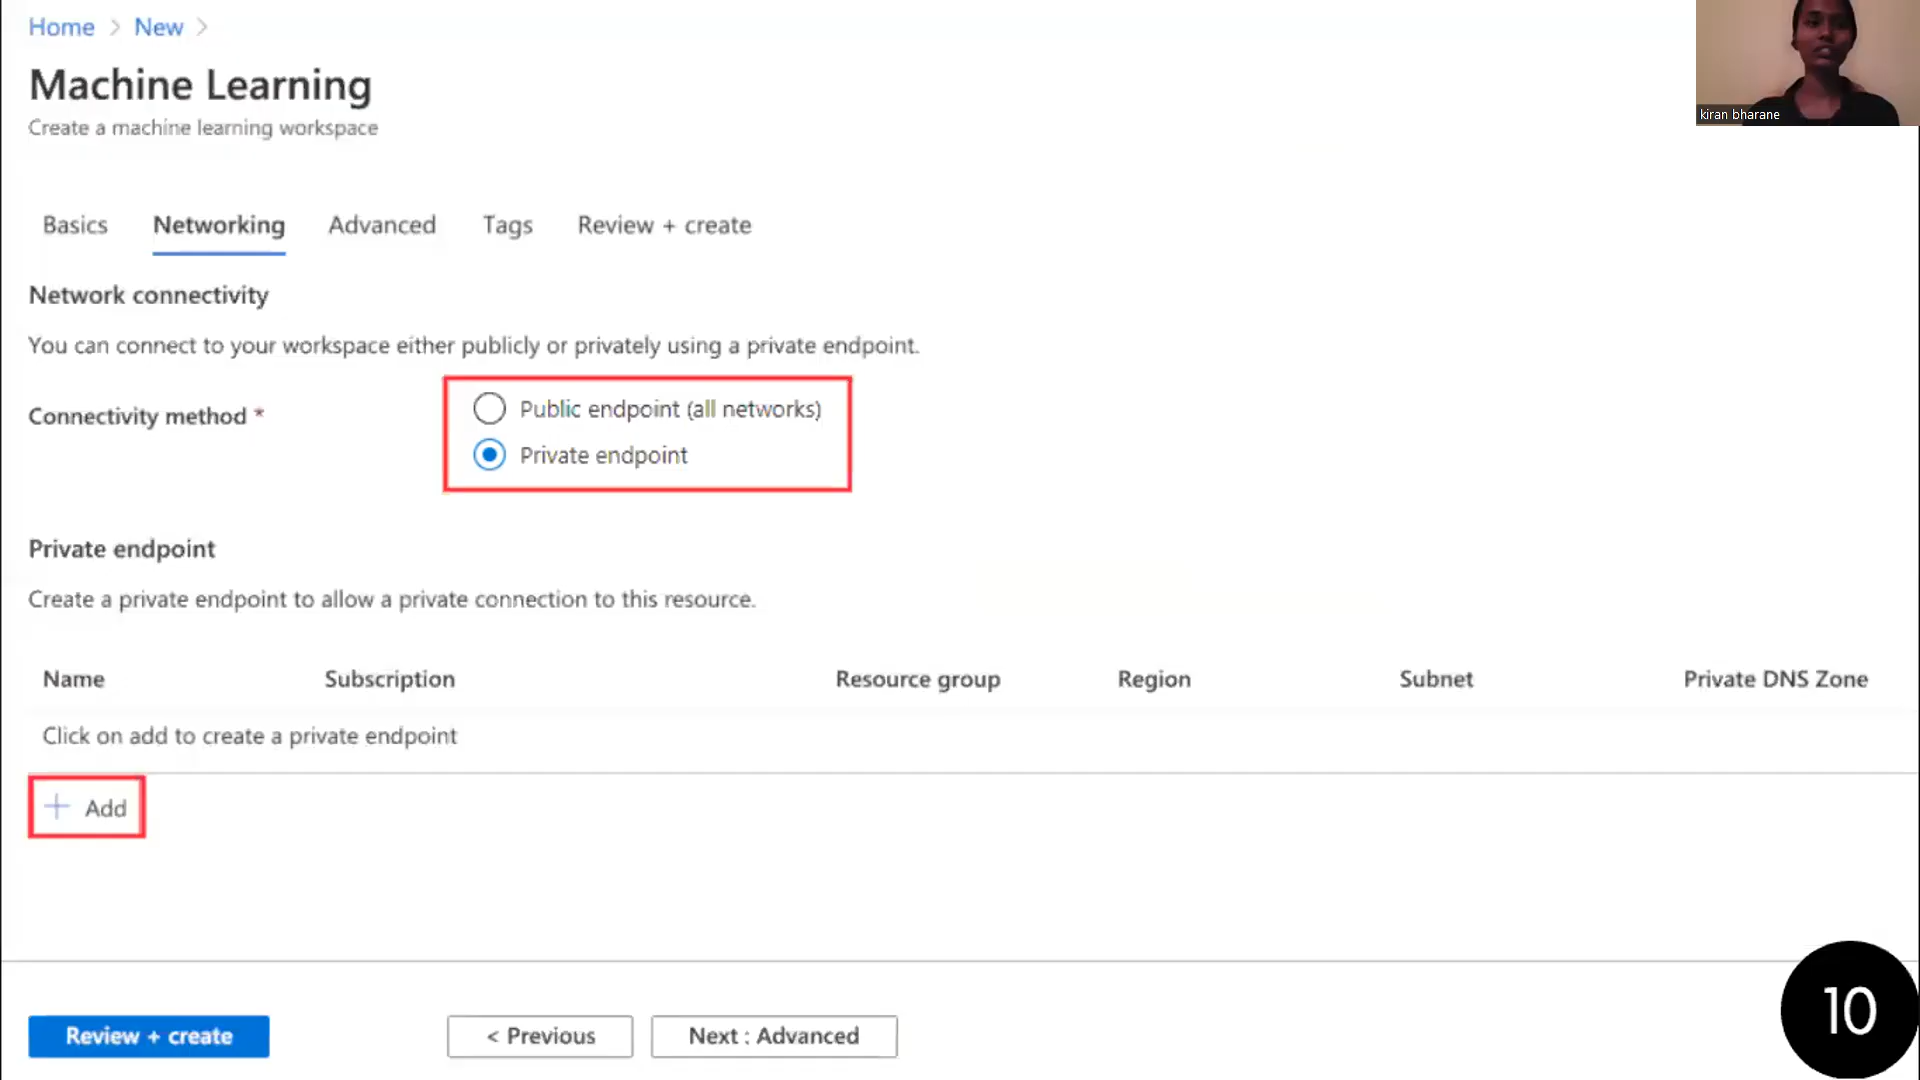 Home > New >
Machine Learning
Create a machine learning workspace
kiran bharane
Basics Networking Advanced Tags Review + create
Network connectivity
You can connect to your workspace either publicly or privately using a private endpoint.
Connectivity method *
Public endpoint (all networks)
Private endpoint
Private endpoint
Create a private endpoint to allow a private connection to this resource.
Name Subscription Resource group Region Subnet Private DNS Zone
Click on add to create a private endpoint
+ Add
Review + create < Previous Next : Advanced
10